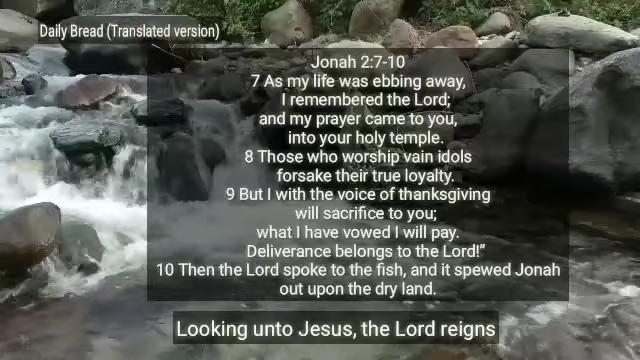 Daily Bread (Translated version)
Jonah 2:7-10
7 As my life was ebbing away,
I remembered the Lord;
and my prayer came to you,
into your holy temple.
8 Those who worship vain idols
forsake their true loyalty.
9 But I with the voice of thanksgiving
will sacrifice to you;
what I have vowed I will pay.
Deliverance belongs to the Lord!”
10 Then the Lord spoke to the fish, and it spewed Jonah
out upon the dry land.
Looking unto Jesus, the Lord reigns